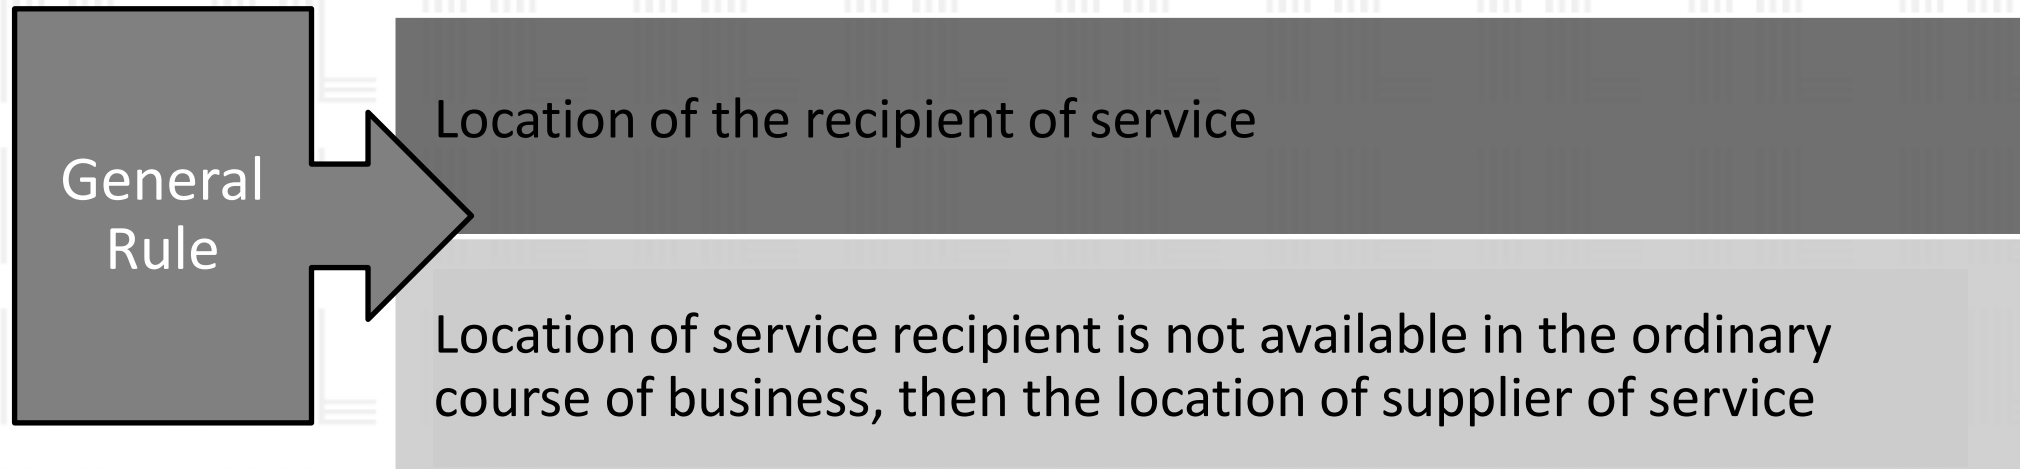 General
Rule
Location of the recipient of service
Location of service recipient is not available in the ordinary
course of business, then the location of supplier of service